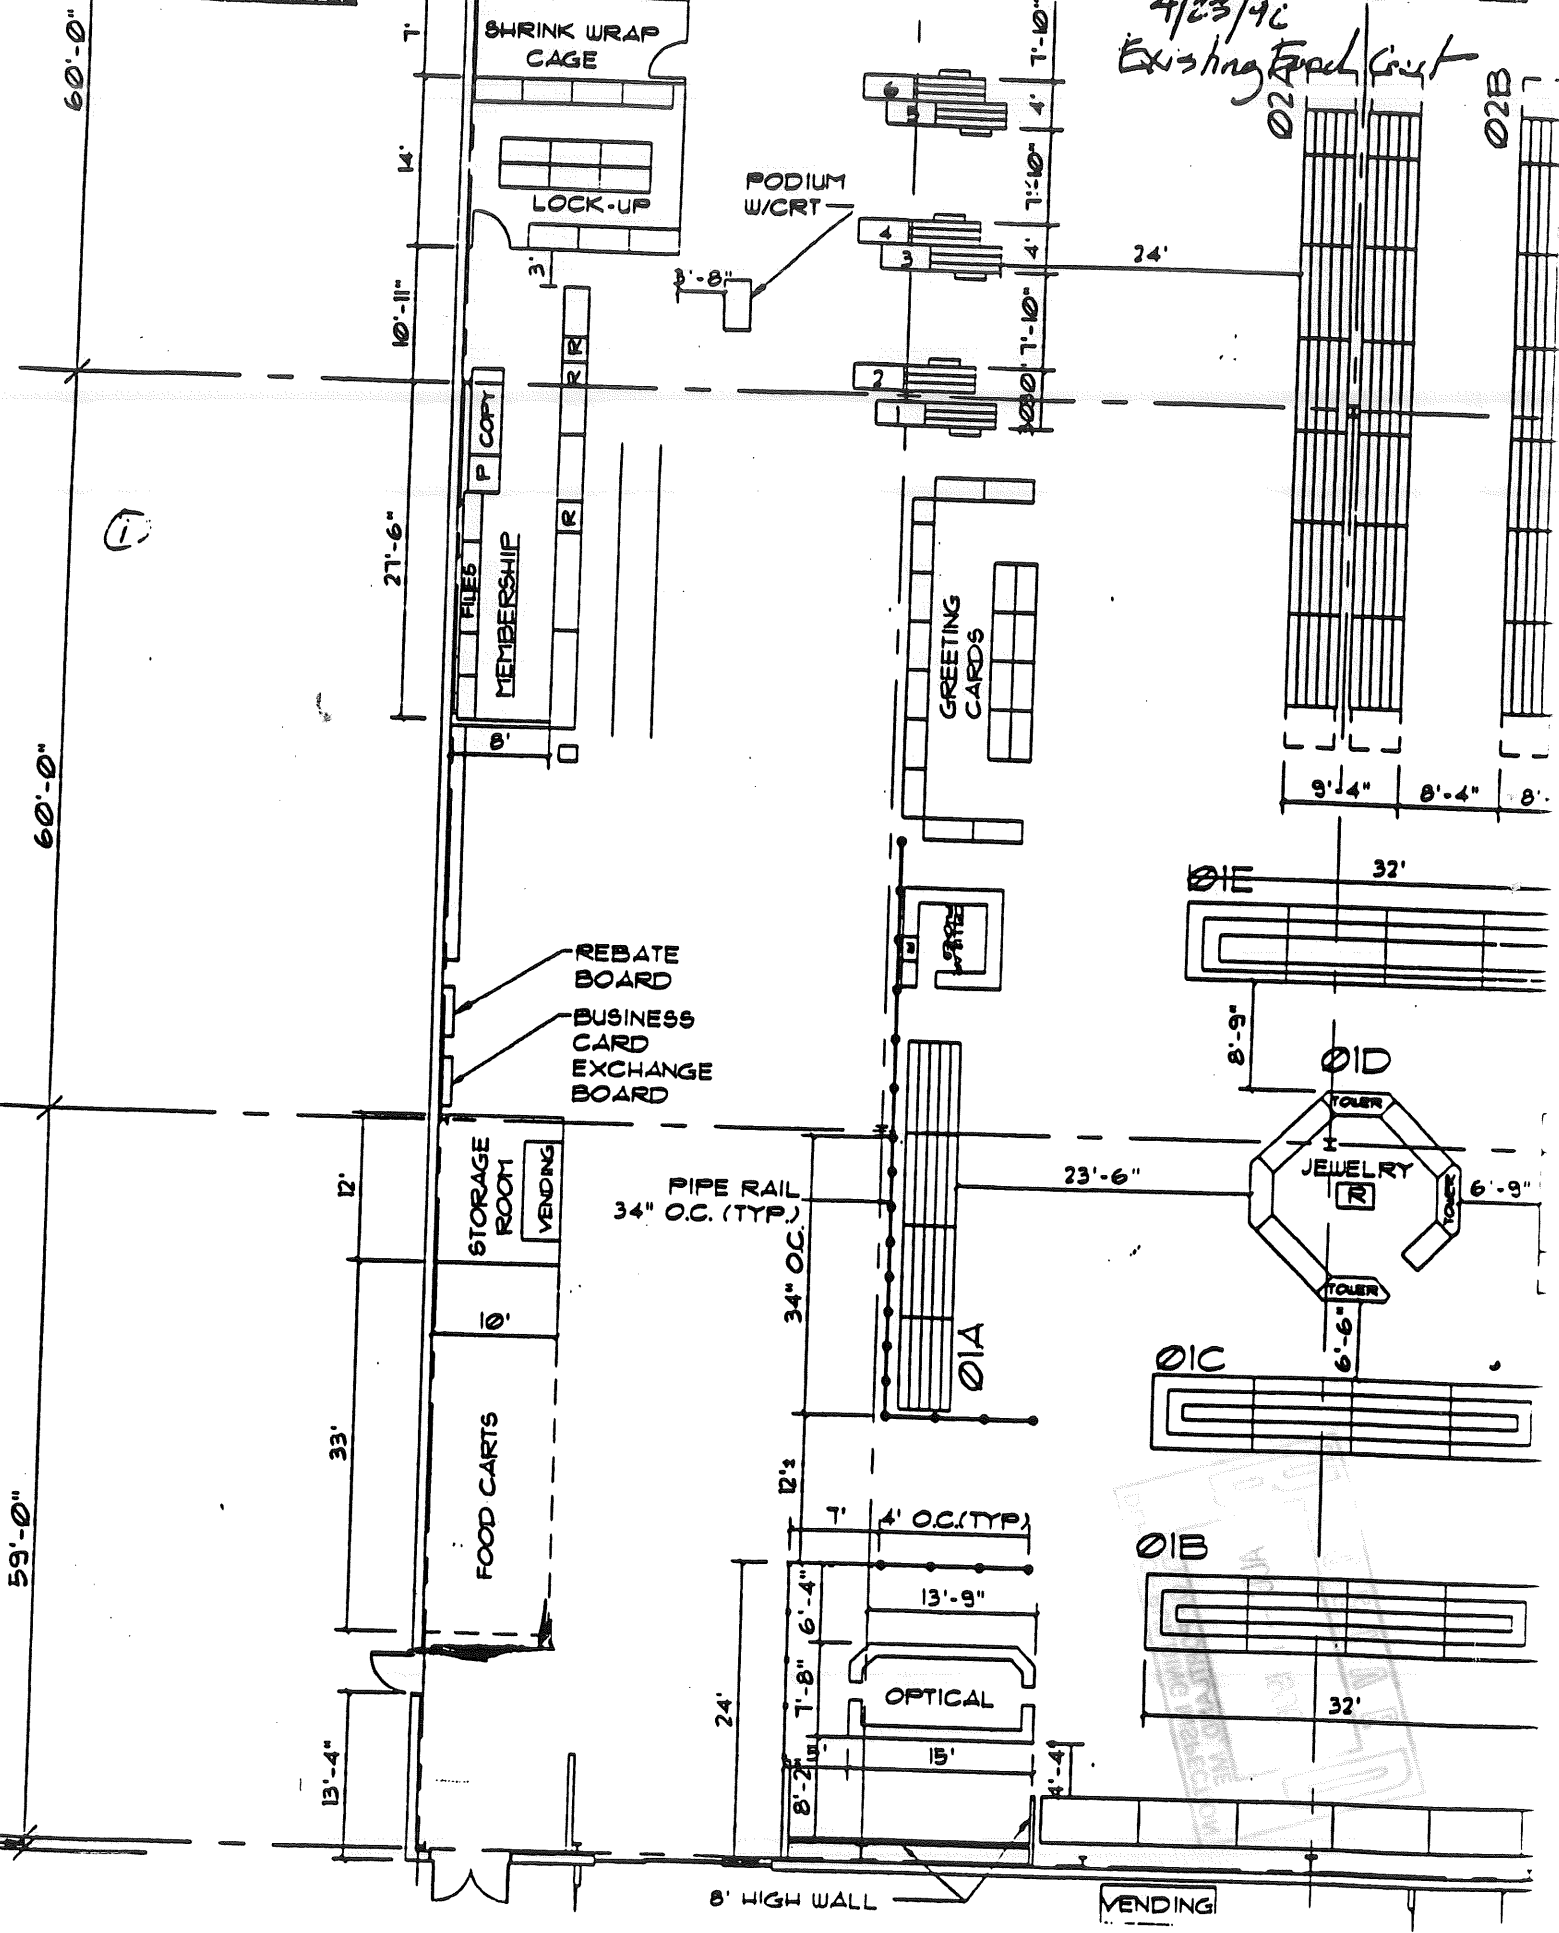 4/23/96
Existing
60'-0"
7'
SHRINK WRAP
CAGE
7'-10"
02A
02B
6
5
4'
14'
LOCK-UP
PODIUM
W/CRT
7'-10"
4
3
4'
24'
3'
3'-8"
10'-11"
7'-10"
R
R
2
1
COPY
P
R
27'-6"
FILES
MEMBERSHIP
1
GREETING
CARDS
8'
60'-0"
9'-4"
8'-4"
8'-
01E
32'
R
REBATE
BOARD
BUSINESS
CARD
EXCHANGE
BOARD
8'-9"
01D
TOWER
JEWELRY
R
TOWER
TOWER
6'-9"
12'
STORAGE
ROOM
VENDING
PIPE RAIL
34" O.C. (TYP.)
34" O.C.
23'-6"
10'
01A
6'-6"
01C
33'
FOOD CARTS
12'±
7'
4' O.C.(TYP)
01B
59'-0"
6'-4"
13'-9"
7'-8"
OPTICAL
24'
32'
15'
8'-2"
4'-4"
13'-4"
8' HIGH WALL
VENDING